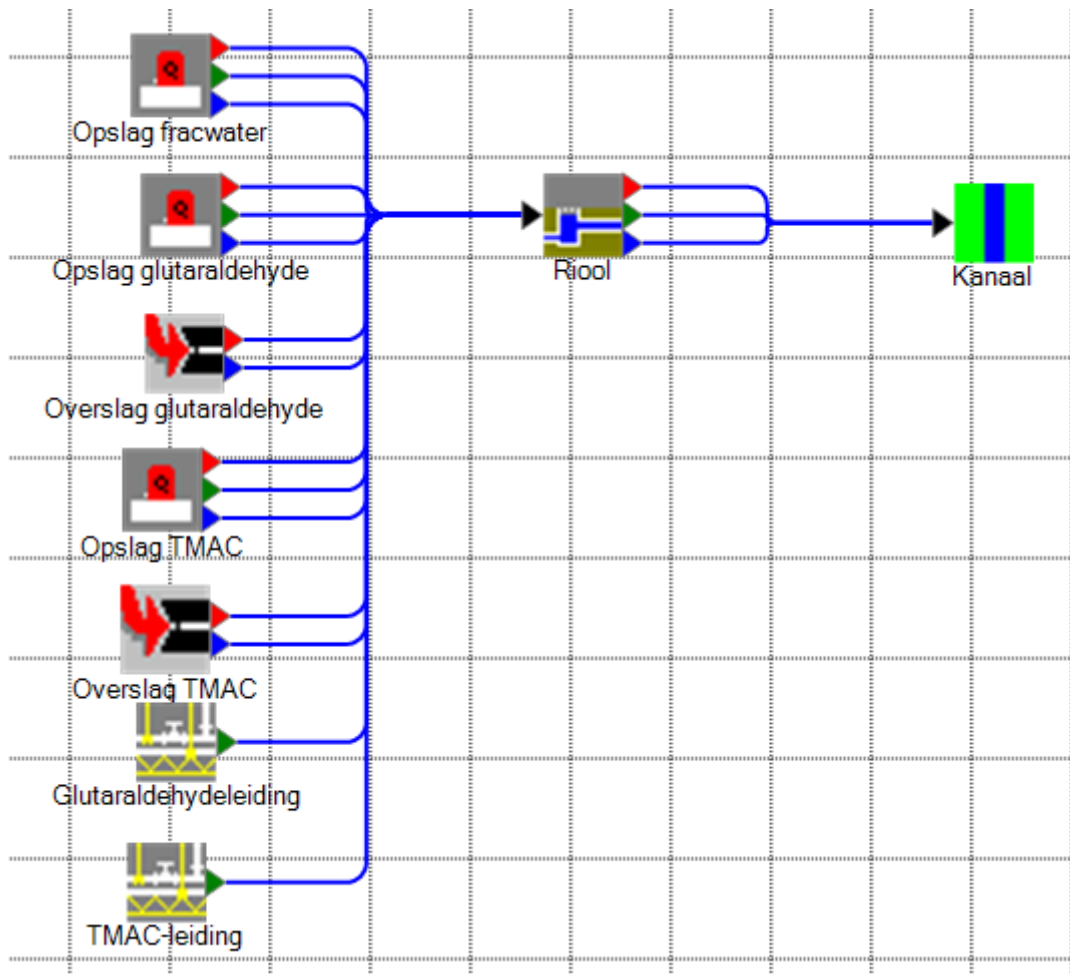 Opslag fracwater
Opslag glutaraldehyde
Riool
Kanaal
Overslag glutaraldehyde
Opslag TMAC
Overslag TMAC
Glutaraldehydeleiding
TMAC-leiding